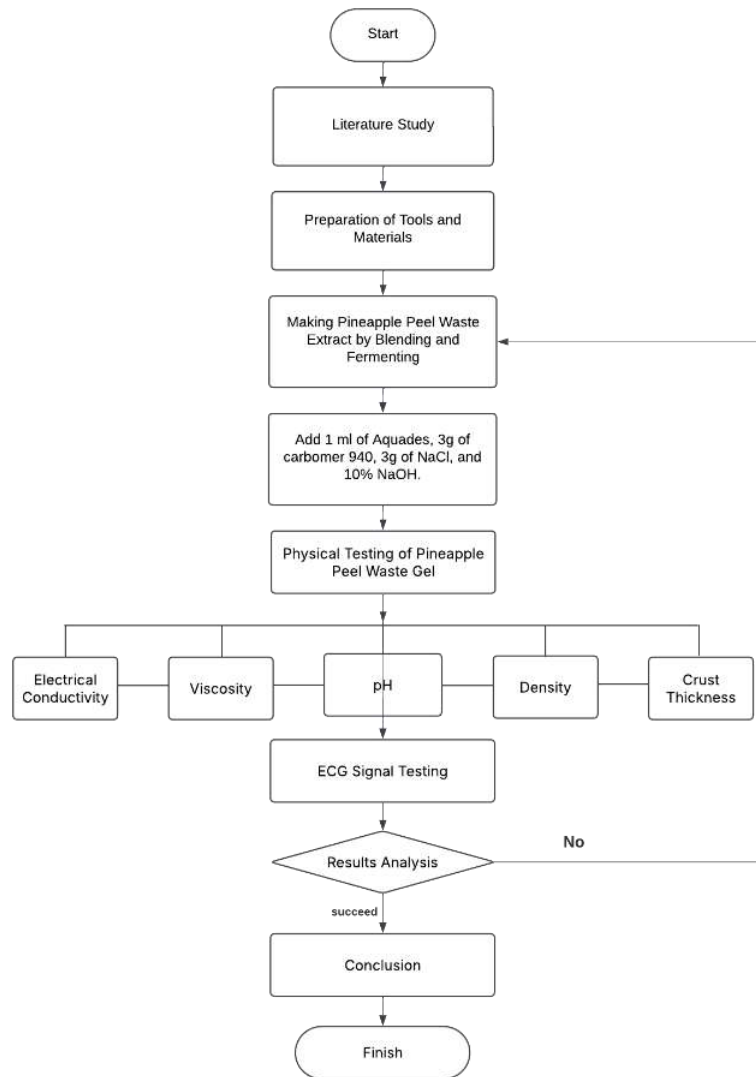 Start
Literature Study
Preparation of Tools and
Materials
Making Pineapple Peel Waste
Extract by Blending and
Fermenting
Add 1 ml of Aquades, 3g of
carbomer 940, 3g of NaCl, and
10% NaOH.
Physical Testing of Pineapple
Peel Waste Gel
Electrical
Conductivity
Viscosity
pH
Density
Crust
Thickness
ECG Signal Testing
Results Analysis
No
succeed
Conclusion
Finish